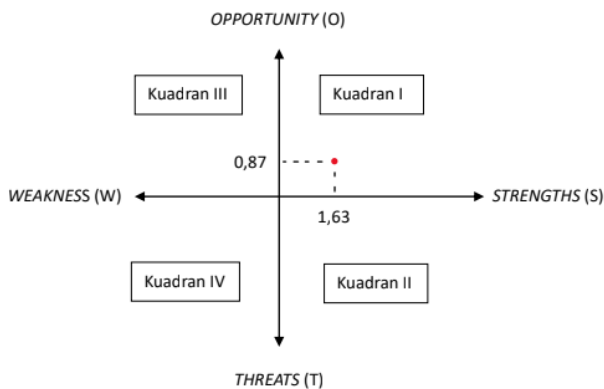 OPPORTUNITY (O)
Kuadran III
Kuadran I
0,87
WEAKNESS (W)
STRENGTHS (S)
1,63
Kuadran IV
Kuadran II
THREATS (T)